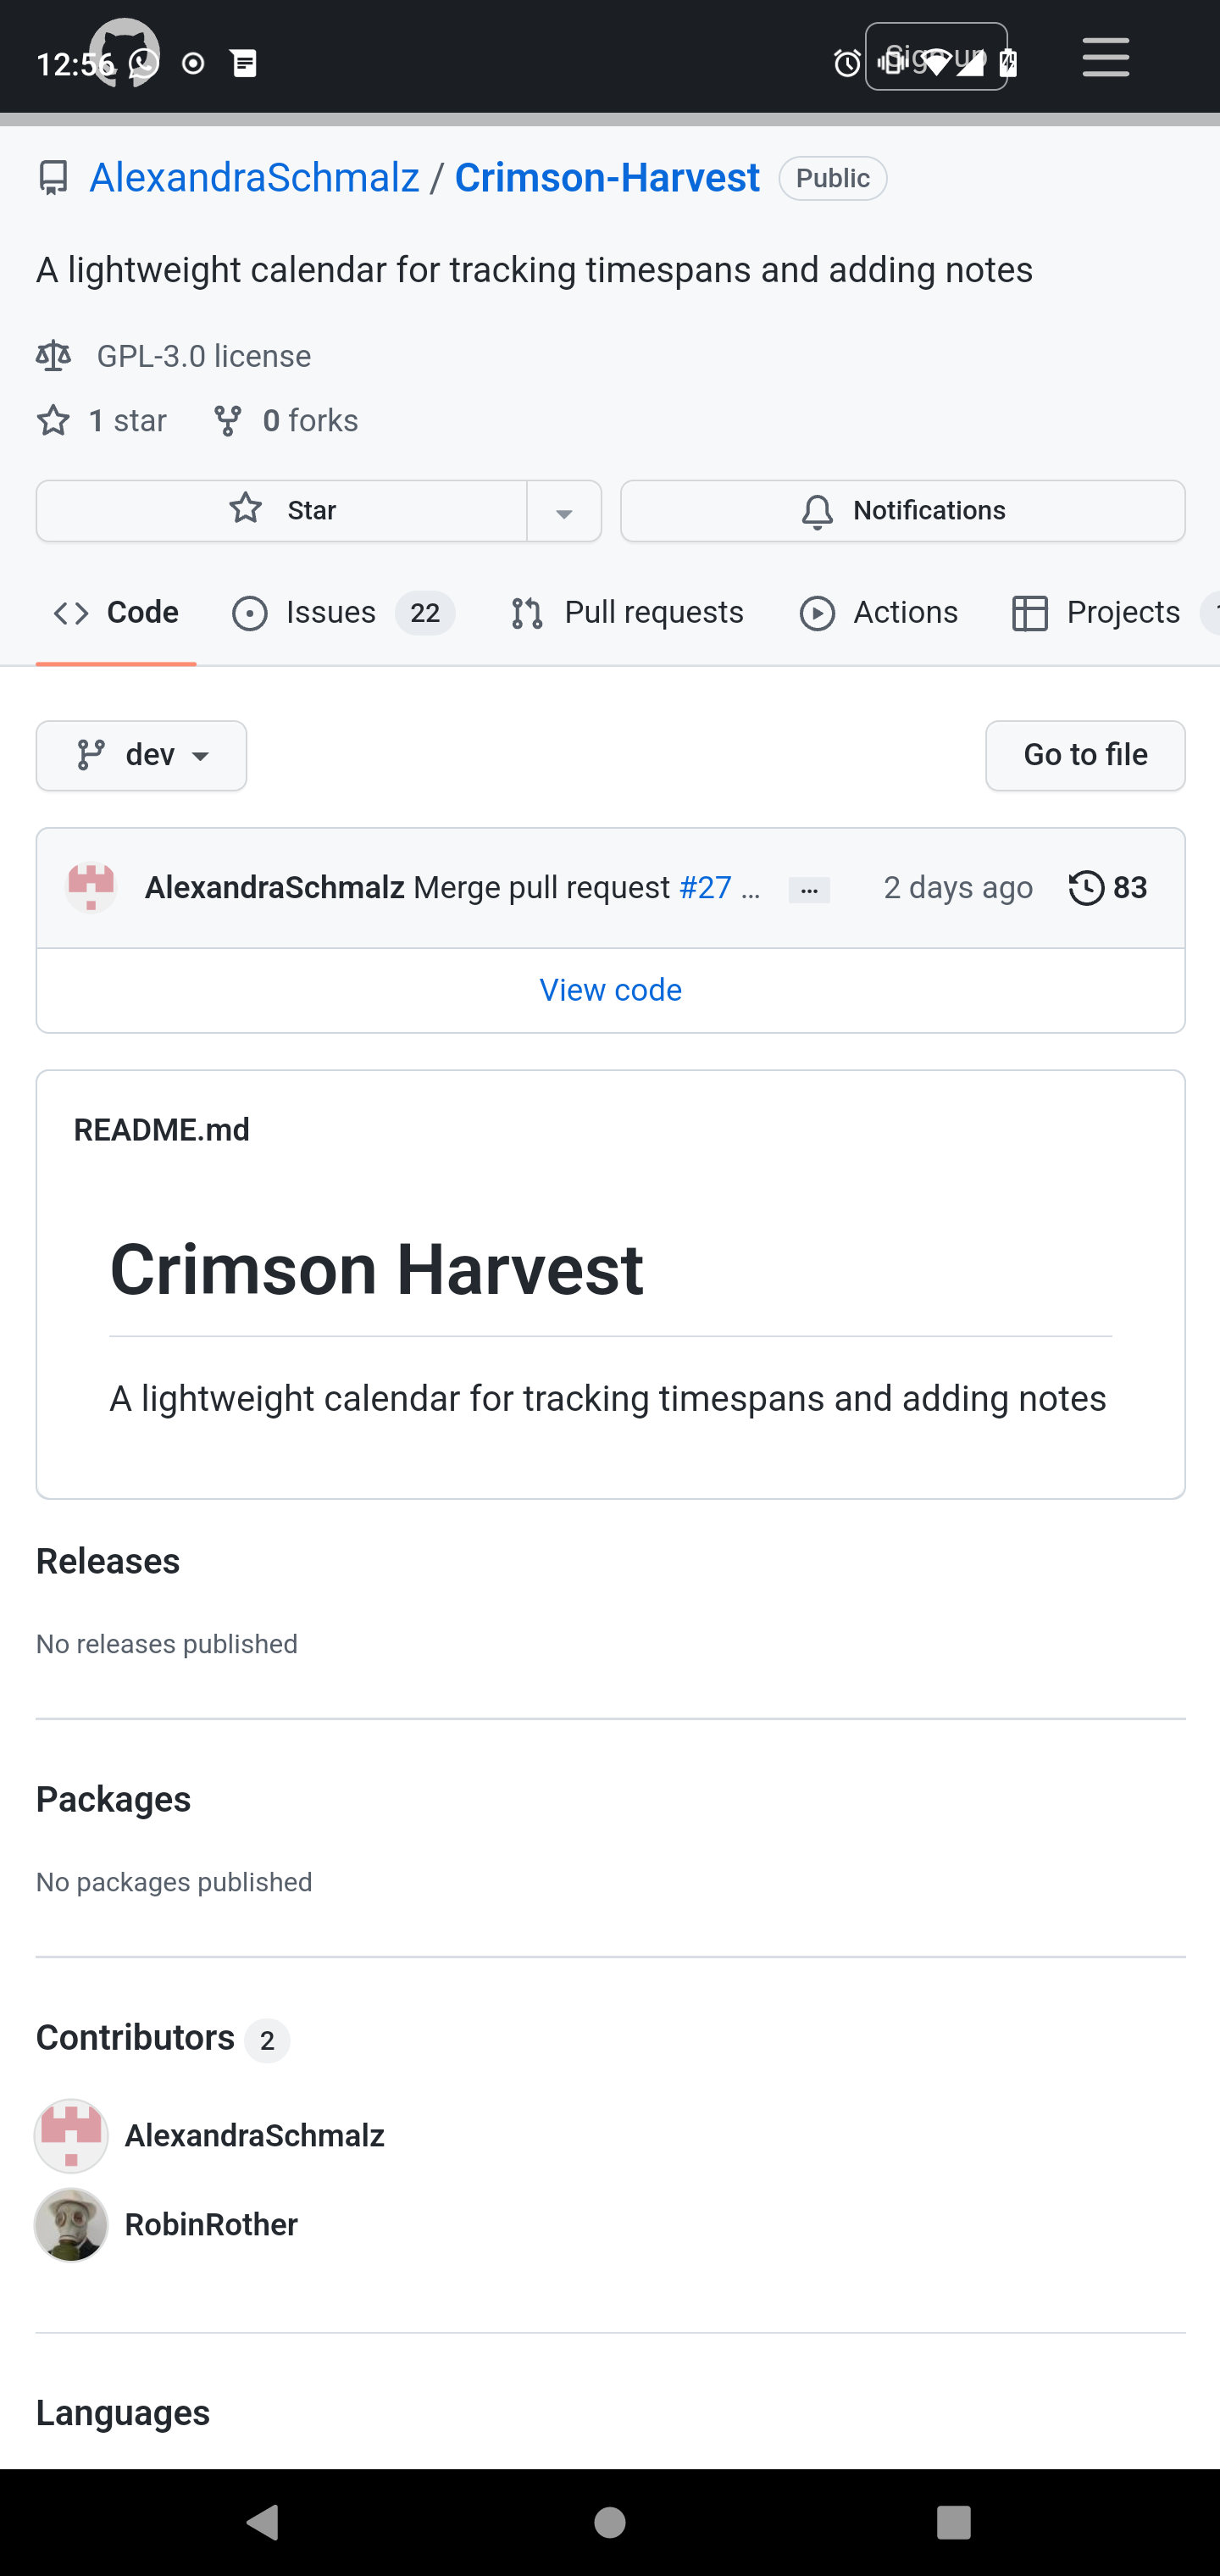 12:56 Sign up
AlexandraSchmalz / Crimson-Harvest Public
A lightweight calendar for tracking timespans and adding notes
GPL-3.0 license
1 star 0 forks
Star Notifications
Code Issues 22 Pull requests Actions Projects
dev Go to file
AlexandraSchmalz Merge pull request #27 … ... 2 days ago 83
View code
README.md
Crimson Harvest
A lightweight calendar for tracking timespans and adding notes
Releases
No releases published
Packages
No packages published
Contributors 2
AlexandraSchmalz
RobinRother
Languages